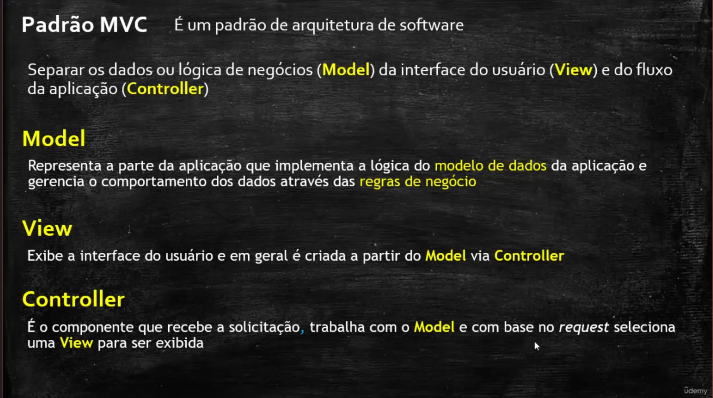 Padrão MVC É um padrão de arquitetura de software
Separar os dados ou lógica de negócios (Model) da interface do usuário (View) e do fluxo
da aplicação (Controller)
Model
Representa a parte da aplicação que implementa a lógica do modelo de dados da aplicação e
gerencia o comportamento dos dados através das regras de negócio
View
Exibe a interface do usuário e em geral é criada a partir do Model via Controller
Controller
É o componente que recebe a solicitação, trabalha com o Model e com base no request seleciona
uma View para ser exibida
ûdemy